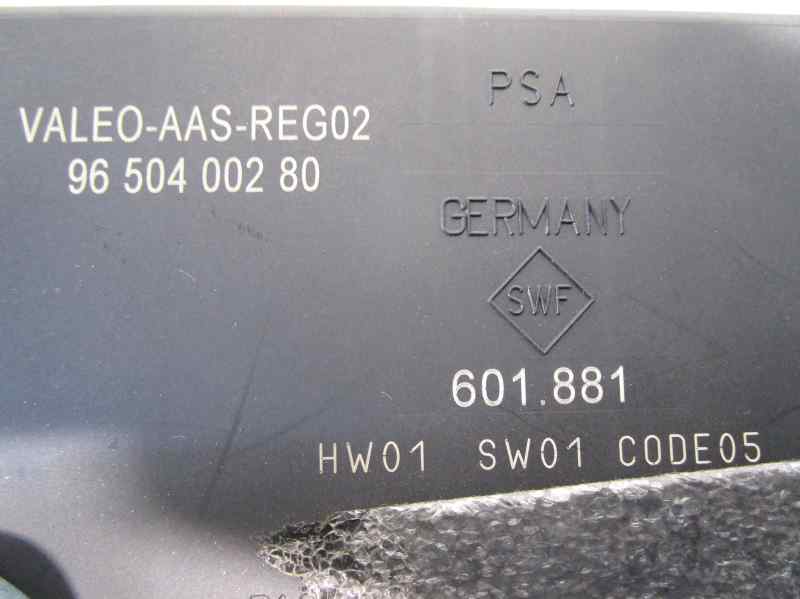 PSA
VALEO-AAS-REG02
96 504 002 80
GERMANY
SWF
601.881
HW01 SW01 CODE05